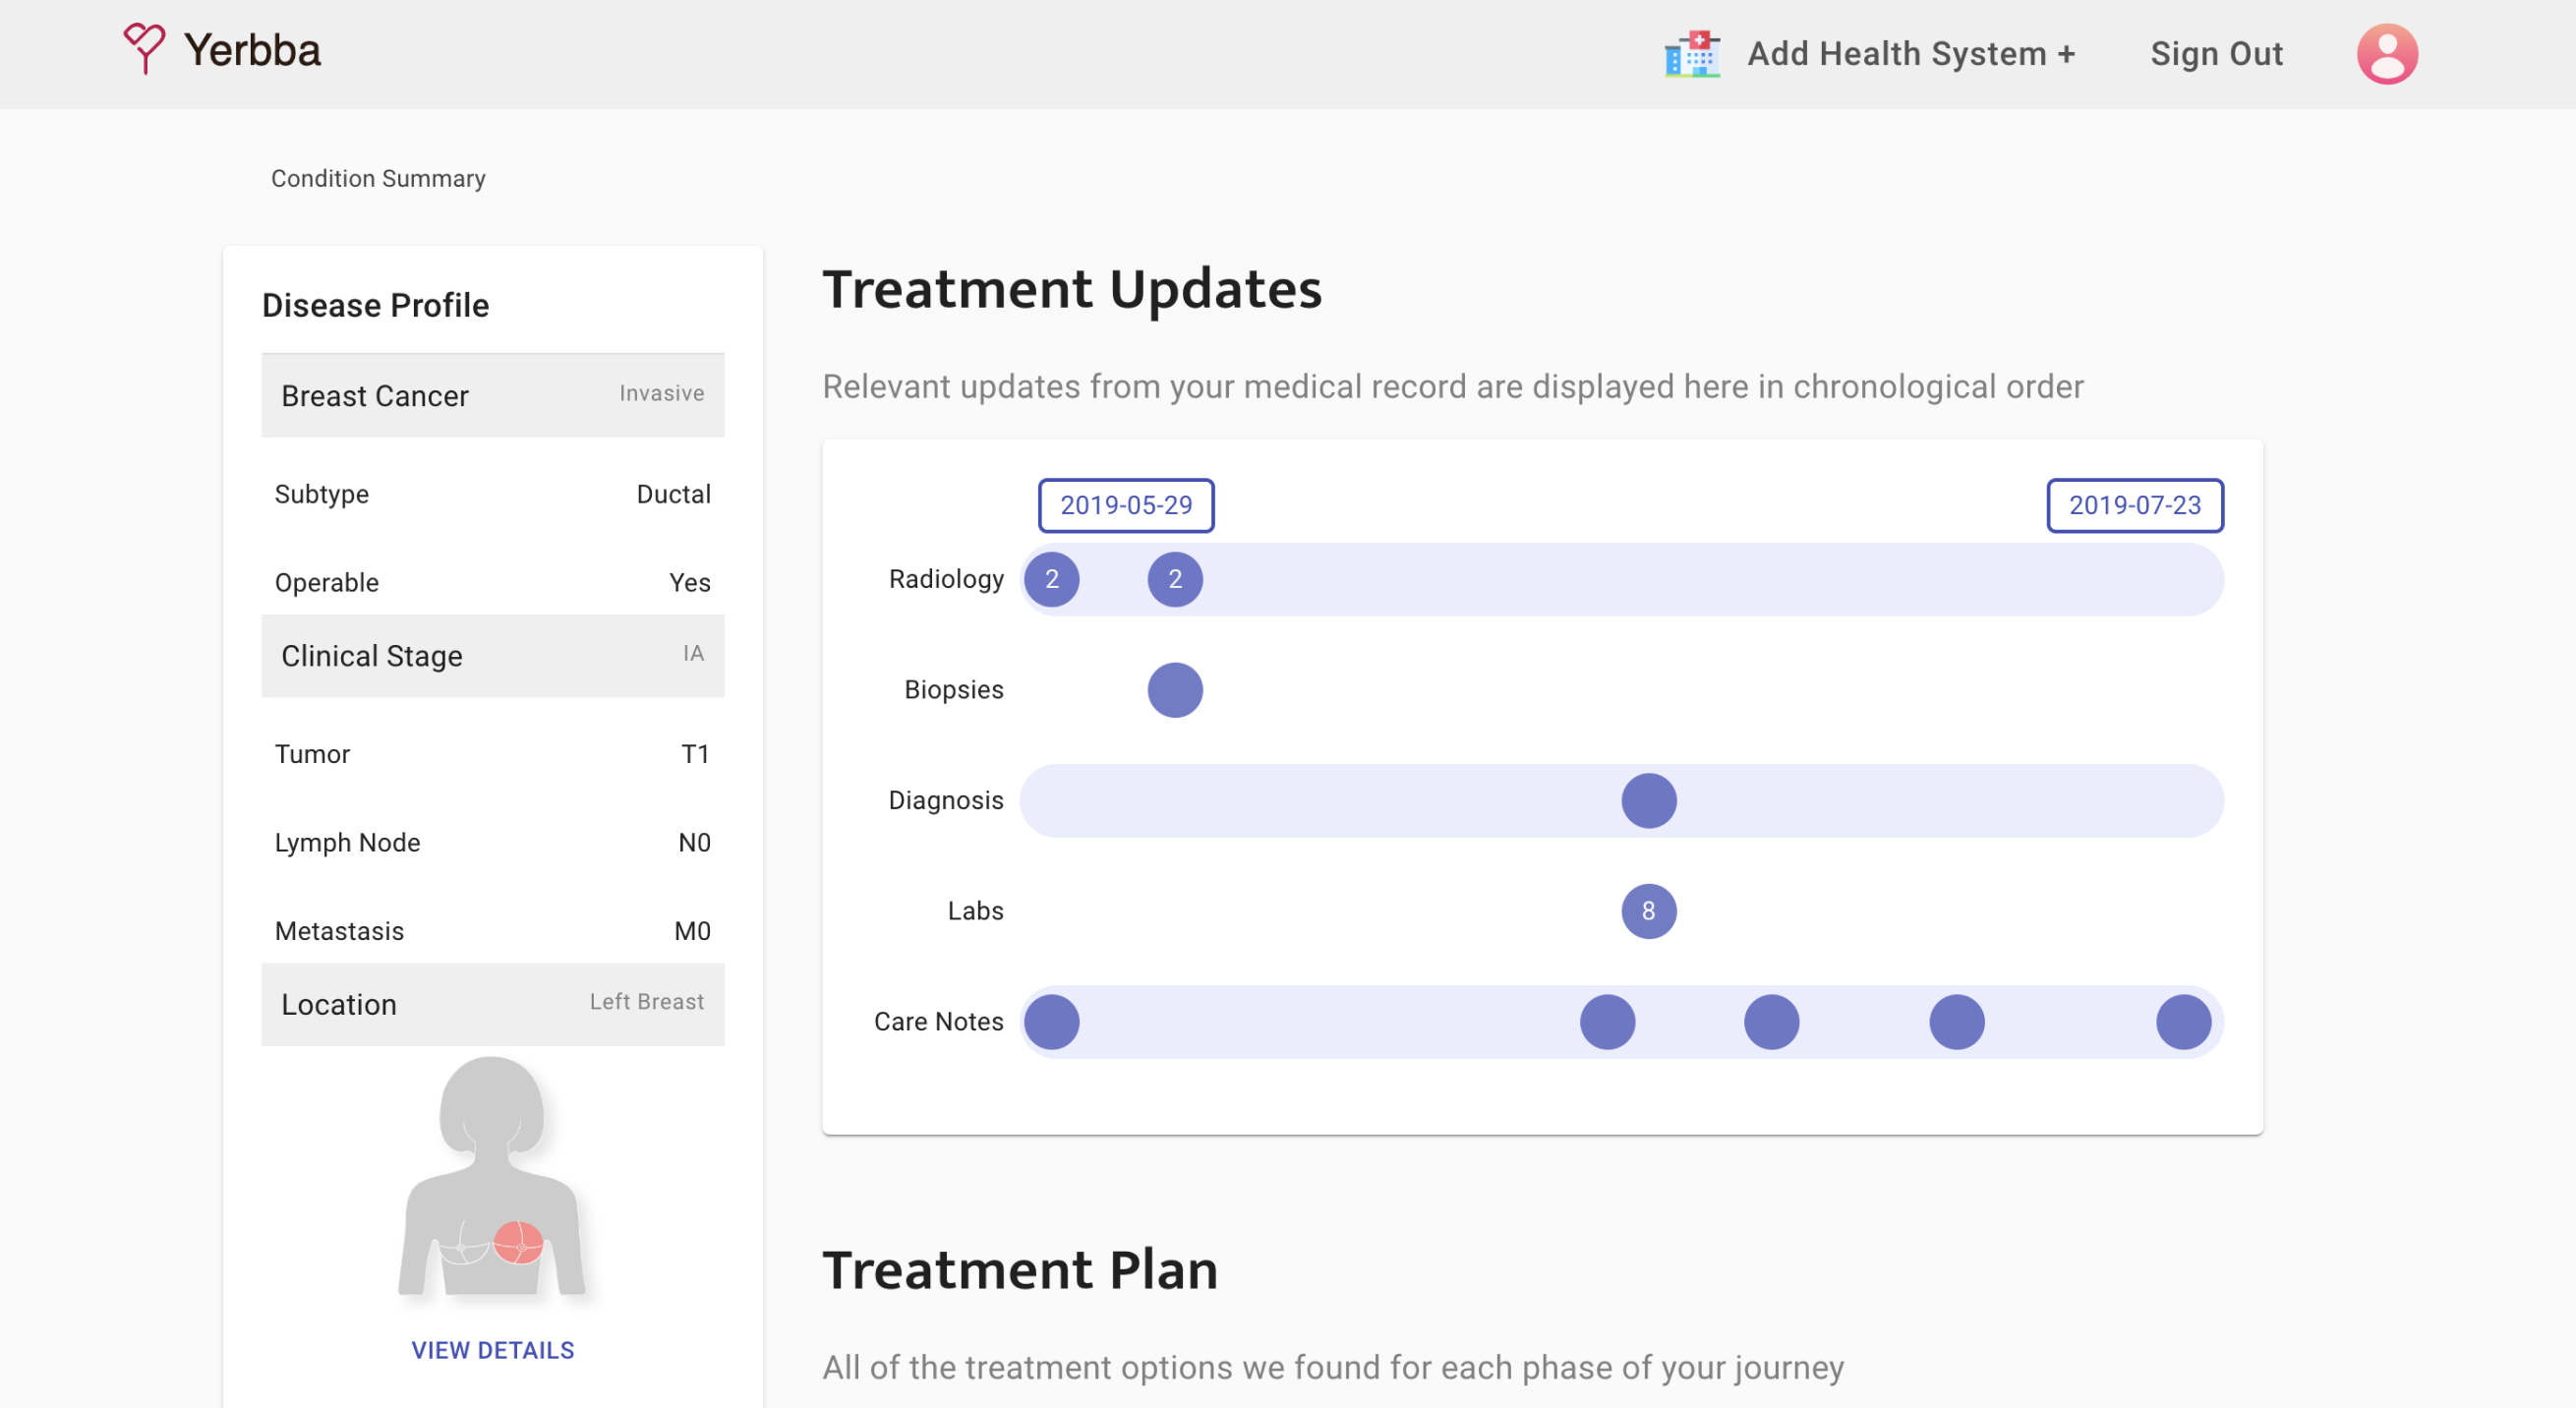 Yerbba
Add Health System +
Sign Out
Condition Summary
Disease Profile
Breast Cancer Invasive
Subtype Ductal
Operable Yes
Clinical Stage IA
Tumor T1
Lymph Node N0
Metastasis M0
Location Left Breast
VIEW DETAILS
Treatment Updates
Relevant updates from your medical record are displayed here in chronological order
2019-05-29 2019-07-23
Radiology 2 2
Biopsies
Diagnosis
Labs 8
Care Notes
Treatment Plan
All of the treatment options we found for each phase of your journey